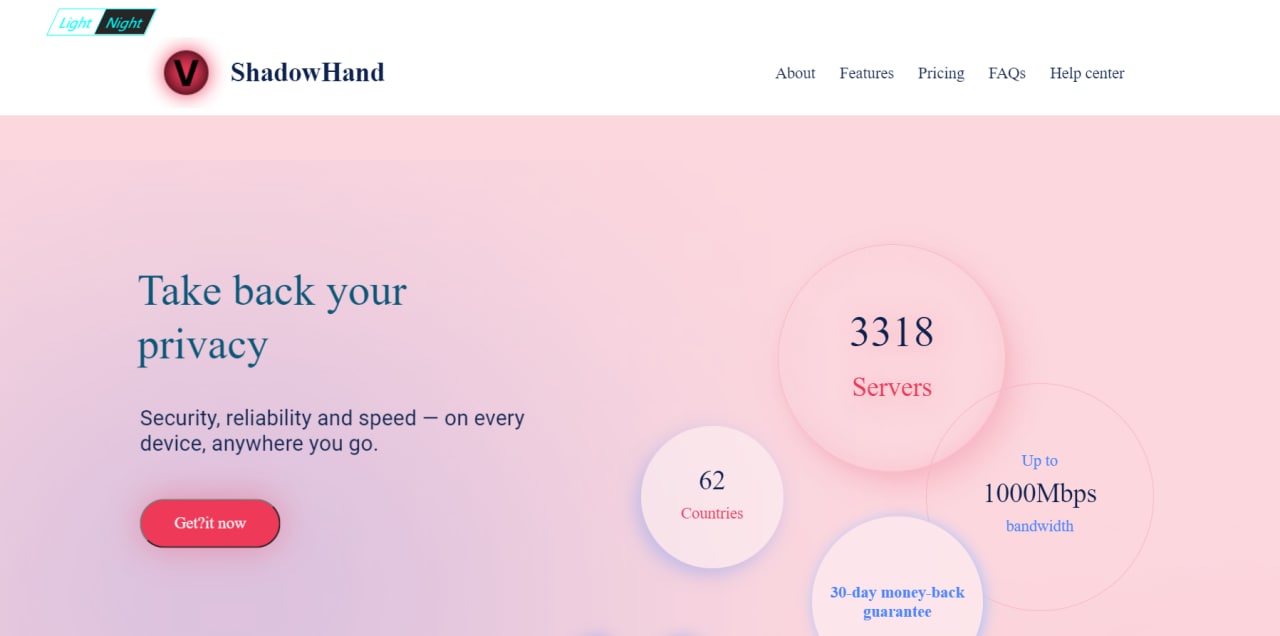 Light Night
V ShadowHand
About Features Pricing FAQs Help center
Take back your
privacy
Security, reliability and speed — on every
device, anywhere you go.
Get?it now
3318
Servers
62
Countries
Up to
1000Mbps
bandwidth
30-day money-back
guarantee